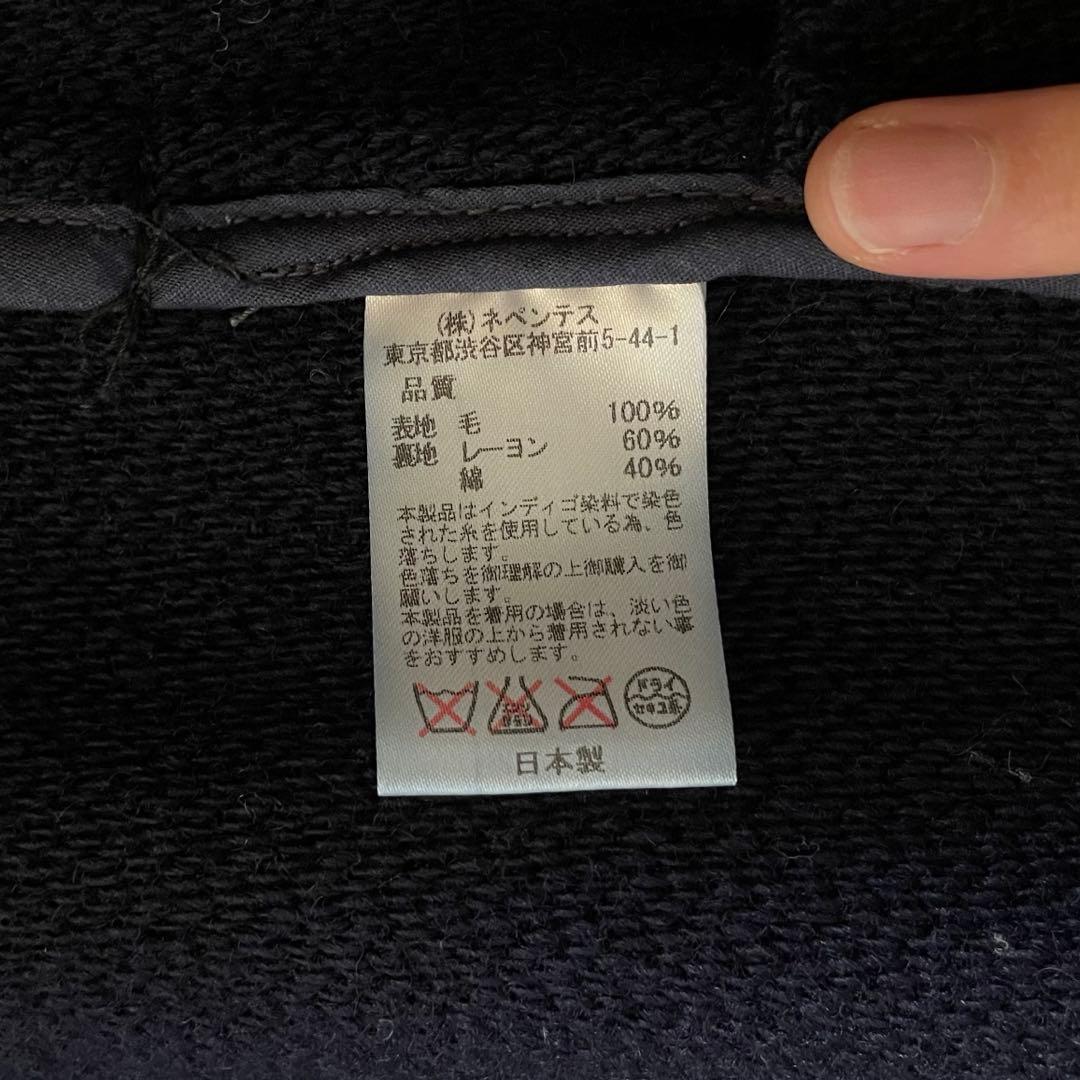 (株)ネペンテス
東京都渋谷区神宮前5-44-1
品質
表地 毛 100%
裏地 レーヨン 60%
綿 40%
本製品はインディゴ染料で染色
された糸を使用している為、色
落ちします。
色落ちを御理解の上御購入を御
願いします。
本製品を着用の場合は、淡い色
の洋服の上から着用されない事
をおすすめします。
エンソ サラシ ドライ
セキユ系
日本製